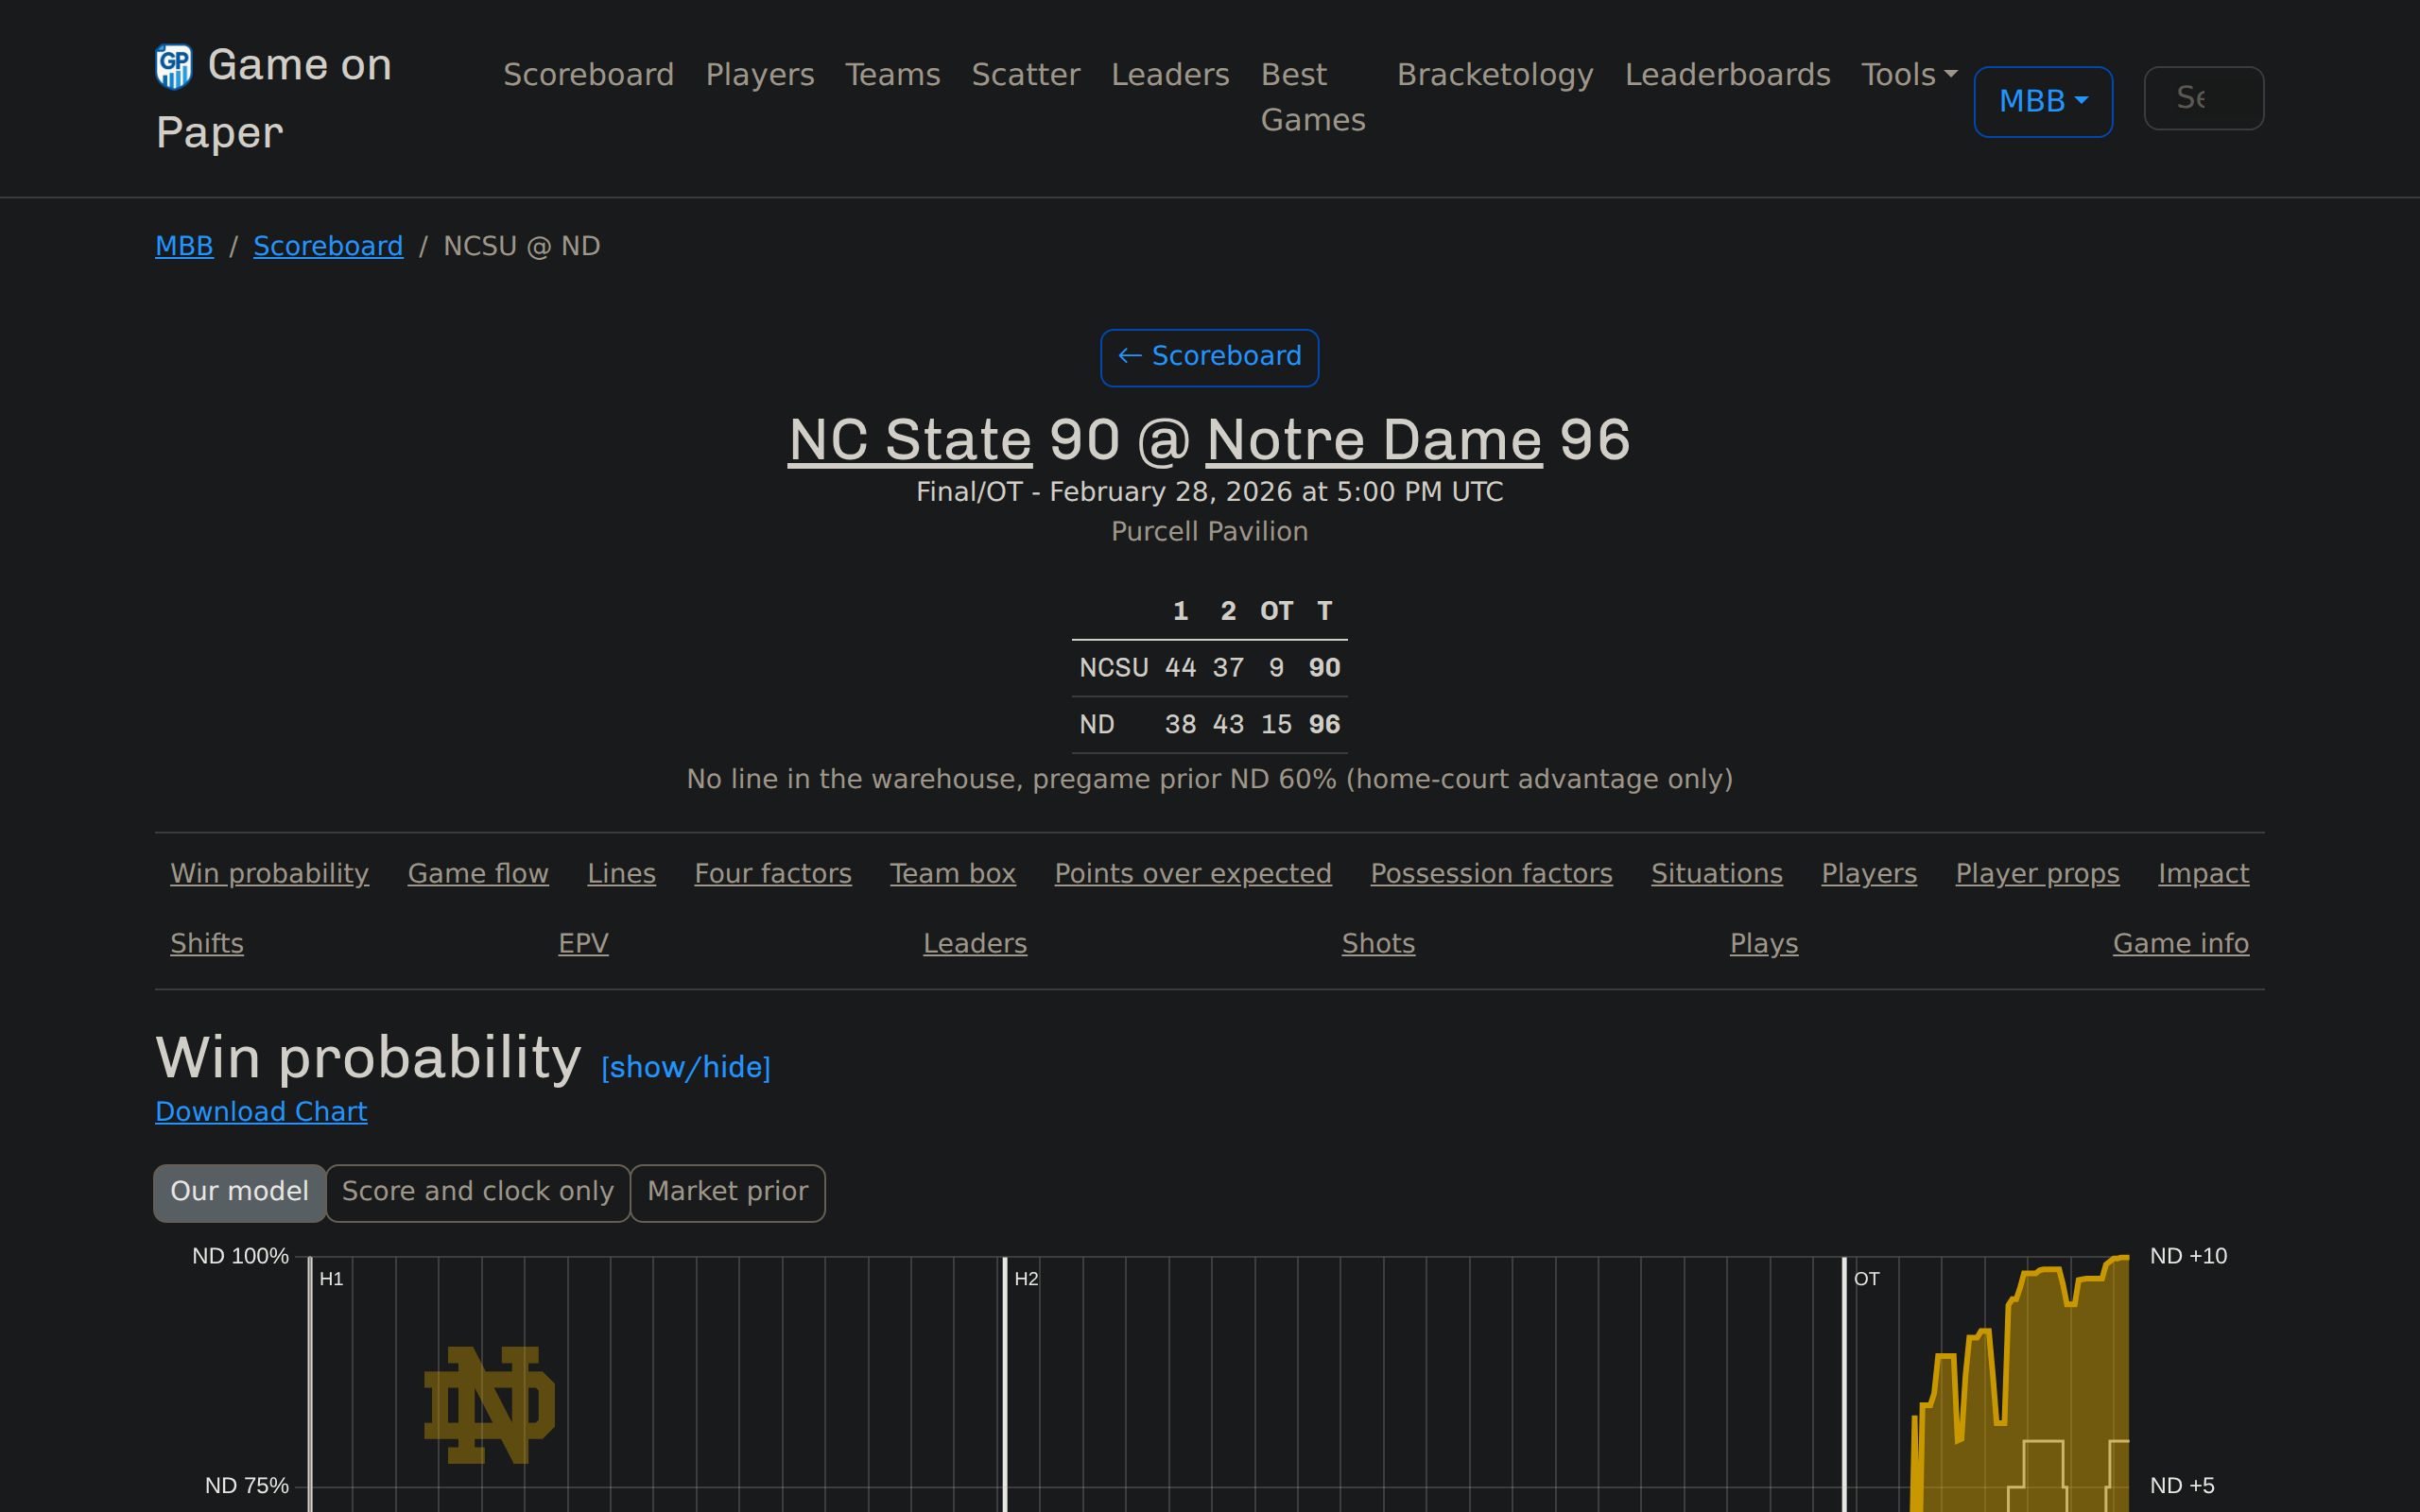 GP Game on Paper
Scoreboard Players Teams Scatter Leaders Best Games Bracketology Leaderboards Tools MBB Se
MBB / Scoreboard / NCSU @ ND
← Scoreboard
NC State 90 @ Notre Dame 96
Final/OT - February 28, 2026 at 5:00 PM UTC
Purcell Pavilion
1 2 OT T
NCSU 44 37 9 90
ND 38 43 15 96
No line in the warehouse, pregame prior ND 60% (home-court advantage only)
Win probability Game flow Lines Four factors Team box Points over expected Possession factors Situations Players Player props Impact
Shifts EPV Leaders Shots Plays Game info
Win probability [show/hide]
Download Chart
Our model Score and clock only Market prior
ND 100% ND +10
H1 H2 OT
ND
ND 75% ND +5